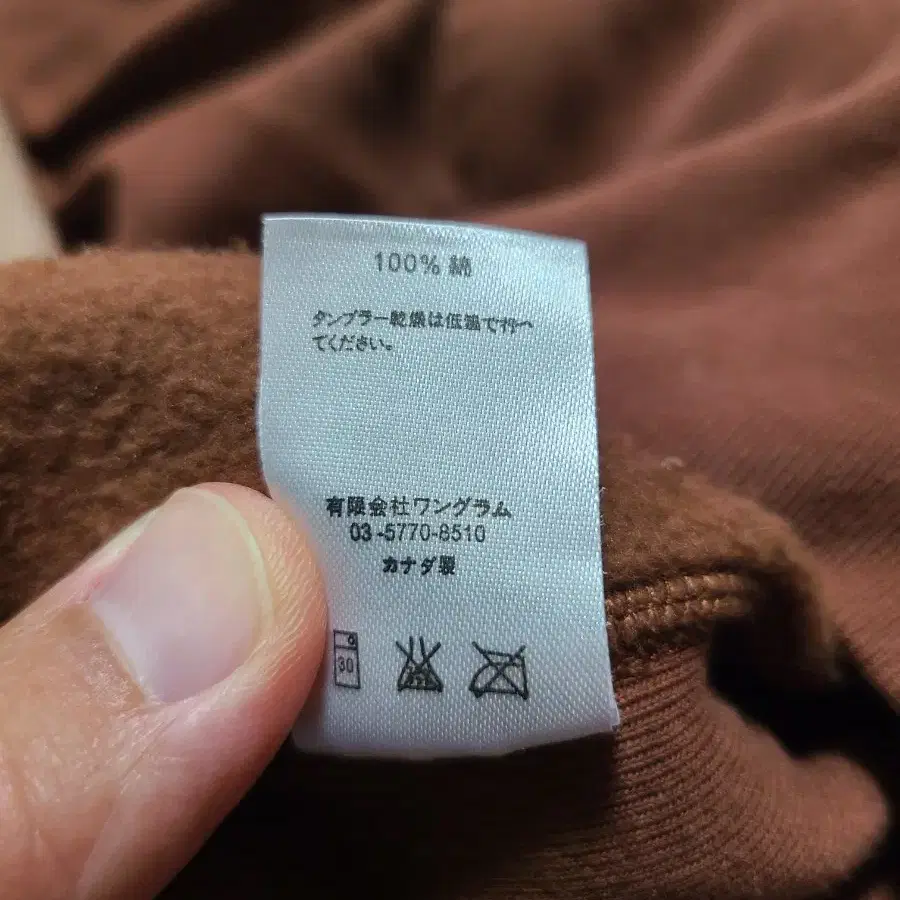 100% 綿
タンブラー乾燥は低温で行っ
てください。
有限会社ワングラム
03-5770-8510
カナダ製
30